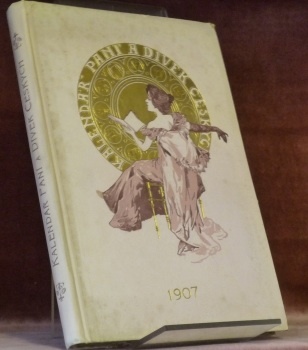 KALENDÁŘ PANÍ A DÍVEK ČESKÝCH
KALENDÁŘ PANÍ A DÍVEK
1907